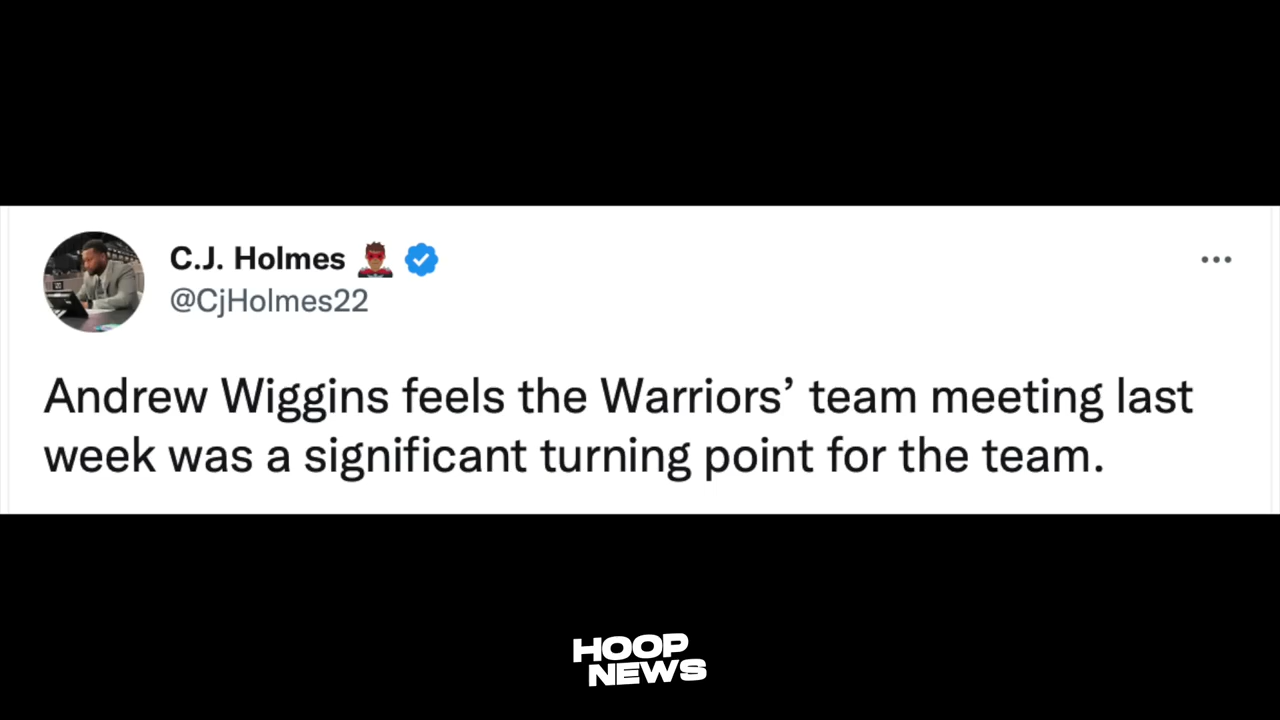 C.J. Holmes
@CjHolmes22
Andrew Wiggins feels the Warriors’ team meeting last
week was a significant turning point for the team.
HOOP
NEWS